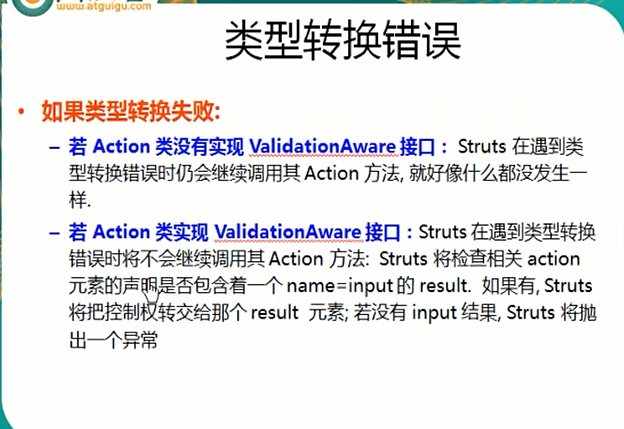 www.atguigu.com
类型转换错误
• 如果类型转换失败:
– 若 Action 类没有实现 ValidationAware 接口： Struts 在遇到类
型转换错误时仍会继续调用其 Action 方法, 就好像什么都没发生一
样.
– 若 Action 类实现 ValidationAware 接口：Struts 在遇到类型转换
错误时将不会继续调用其 Action 方法: Struts 将检查相关 action
元素的声明是否包含着一个 name=input 的 result. 如果有, Struts
将把控制权转交给那个 result 元素; 若没有 input 结果, Struts 将抛
出一个异常